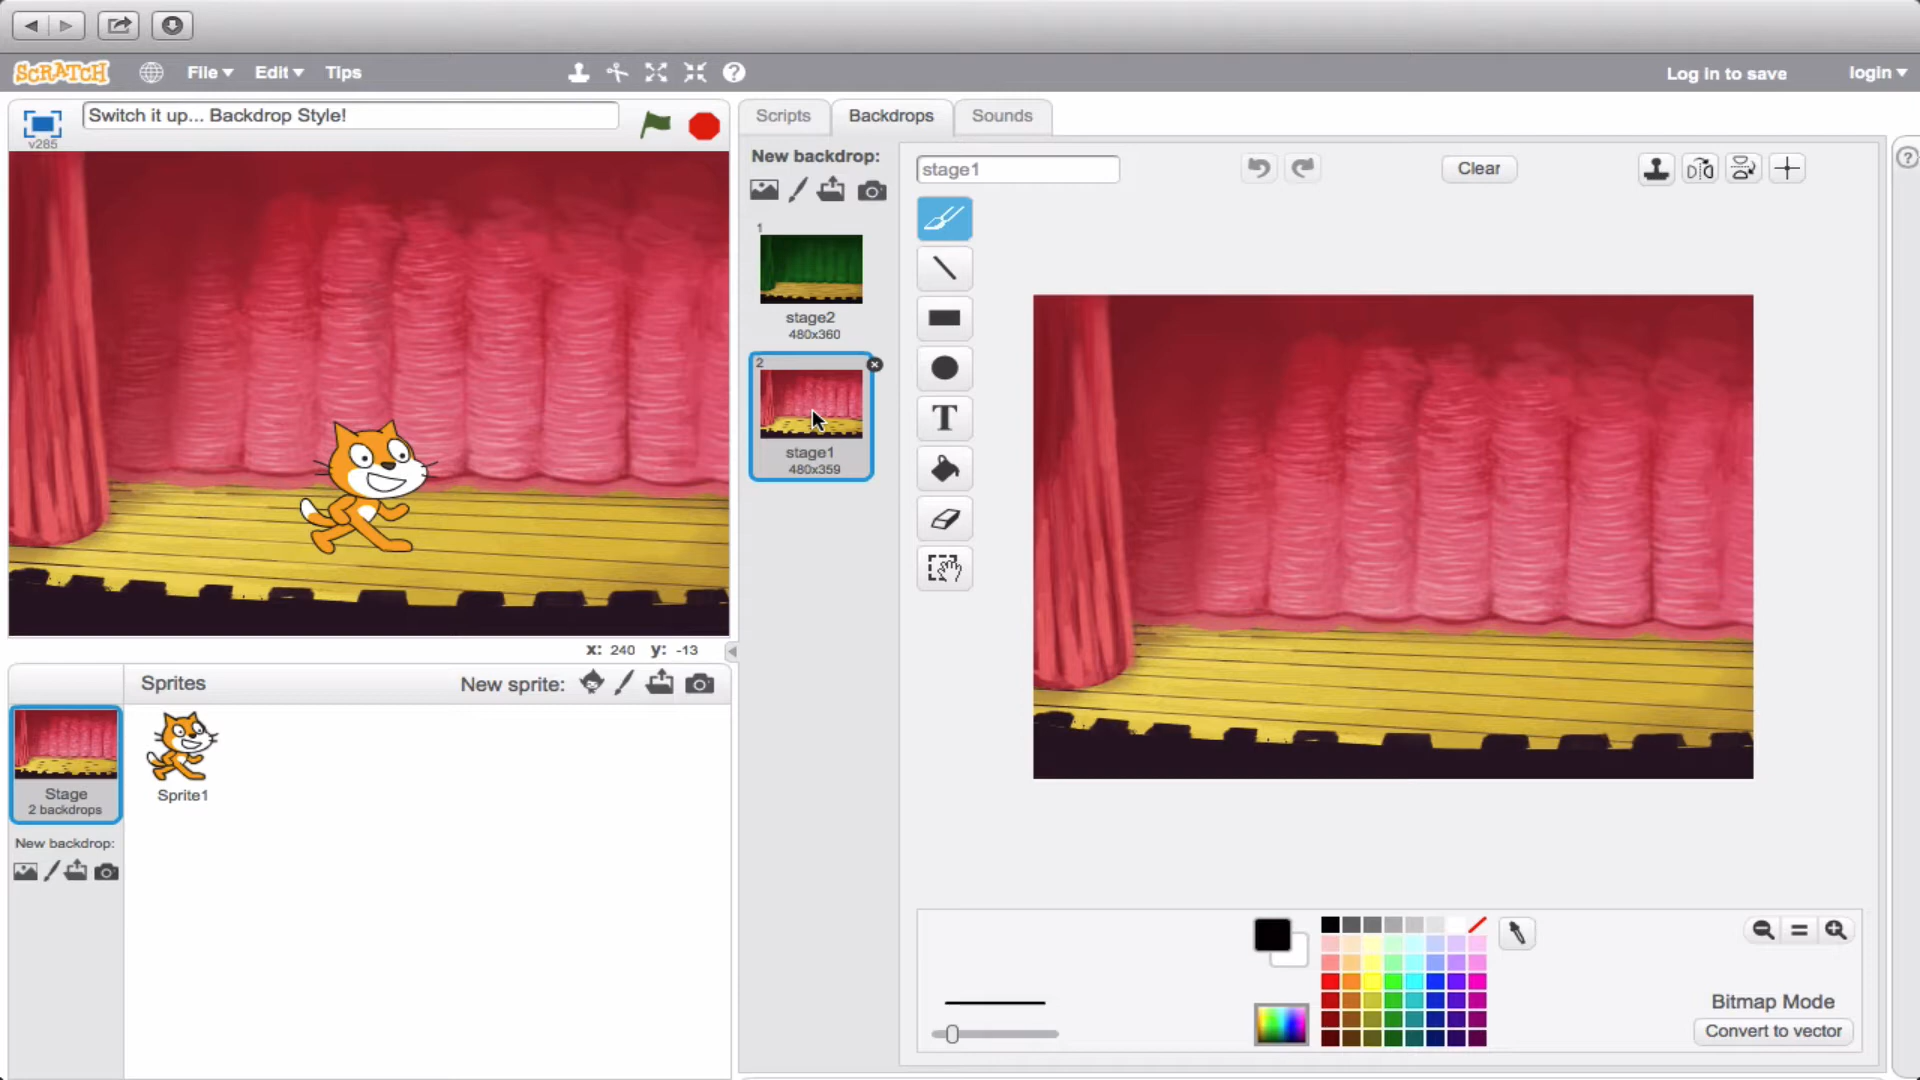 SCRATCH File Edit Tips Log in to save login
Switch it up... Backdrop Style!
v285
Scripts Backdrops Sounds
New backdrop:
stage1
Clear
1
stage2
480x360
2
stage1
480x359
T
x: 240 y: -13
Sprites New sprite:
Stage
2 backdrops
Sprite1
New backdrop:
Bitmap Mode
Convert to vector